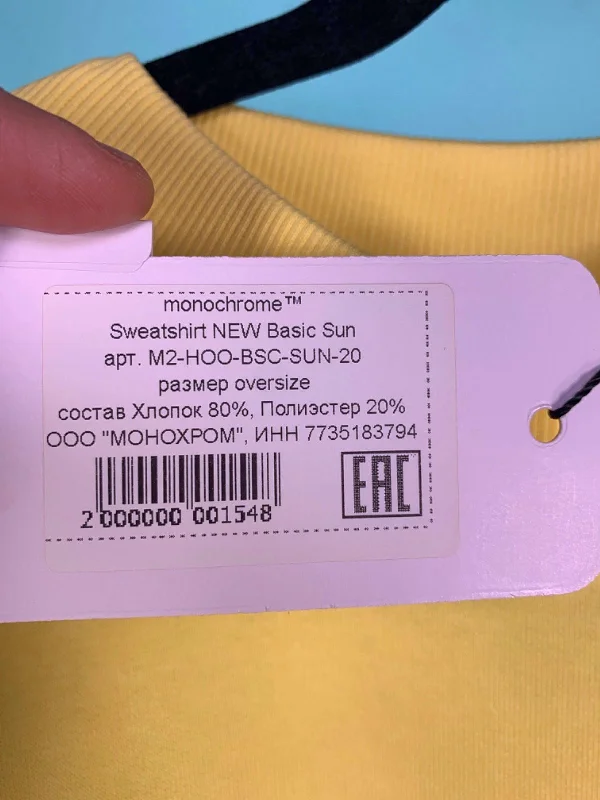 monochrome™
Sweatshirt NEW Basic Sun
арт. M2-HOO-BSC-SUN-20
размер oversize
состав Хлопок 80%, Полиэстер 20%
ООО "МОНОХРОМ", ИНН 7735183794
2 000000 001548
EAC